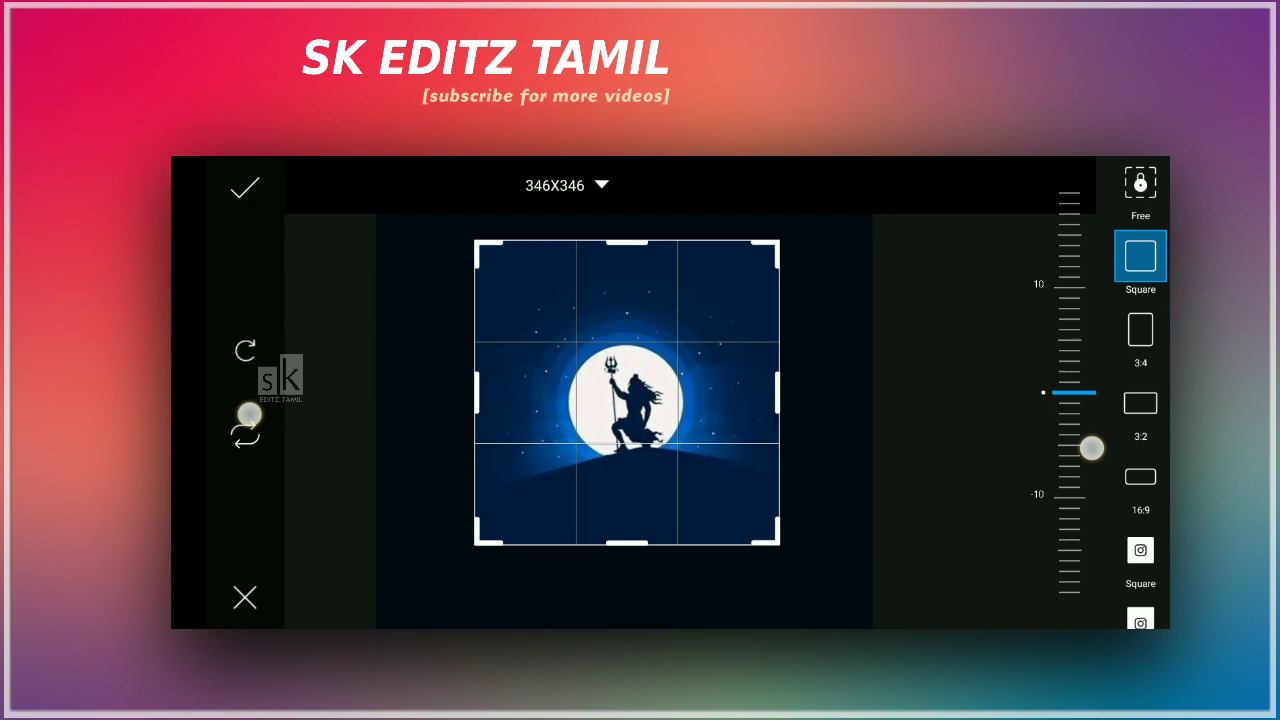 SK EDITZ TAMIL
[subscribe for more videos]
346X346
Free
Square
10
3:4
sk
EDITZ TAMIL
3:2
-10
16:9
Square